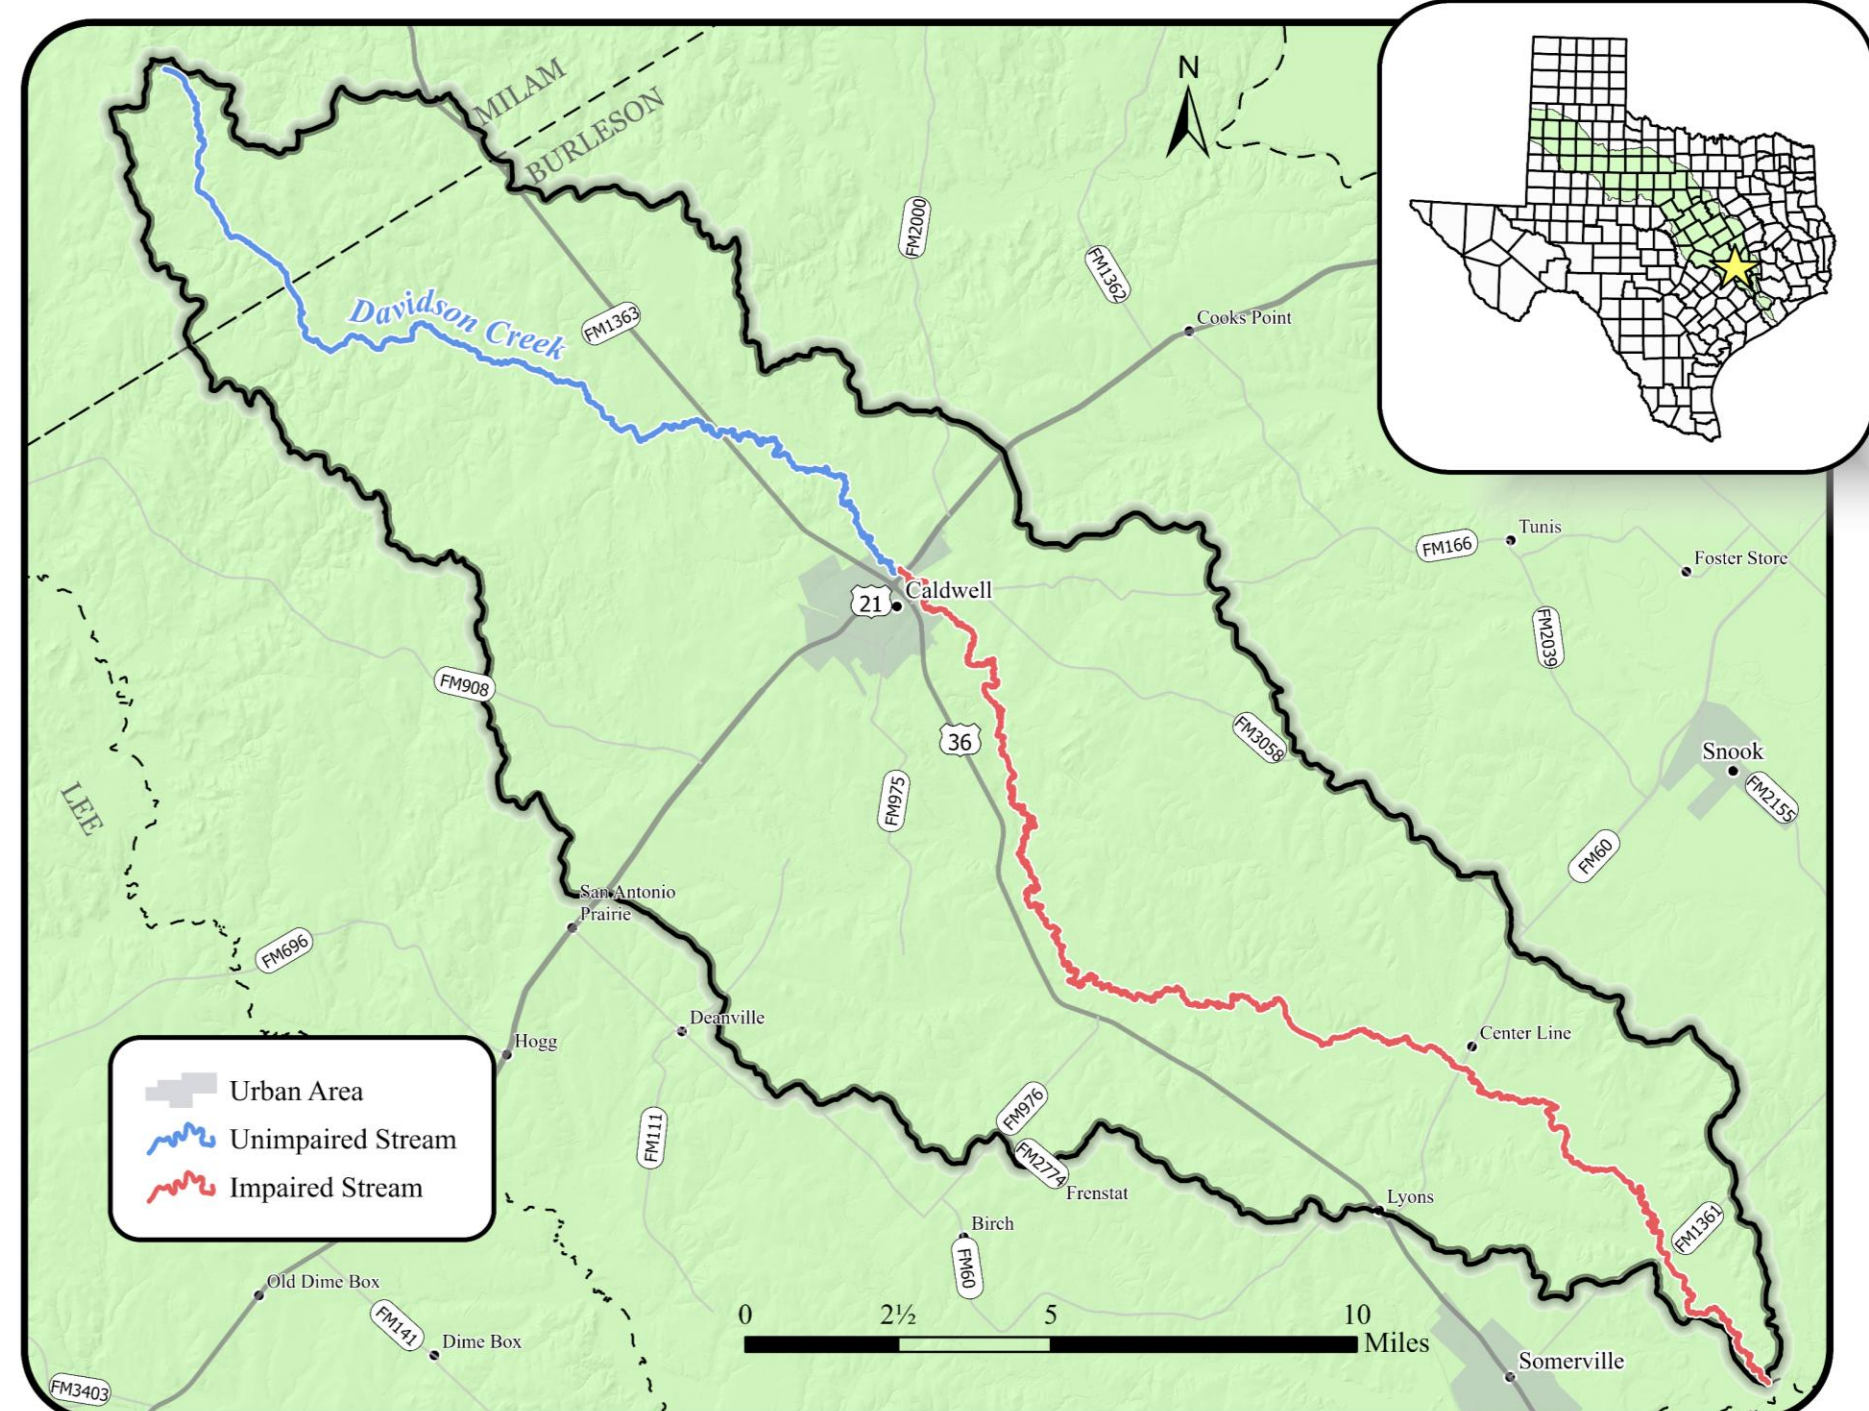 N
MILAM
BURLESON
FM2000
FM1362
Davidson Creek
FM1363
Cooks Point
FM166
Tunis
Foster Store
21
Caldwell
FM2039
FM908
36
FM3058
Snook
FM2155
LEE
FM975
FM60
San Antonio
Prairie
FM696
Deanville
Hogg
Center Line
Urban Area
Unimpaired Stream
Impaired Stream
FM111
FM976
FM2774
Frenstat
Lyons
Birch
FM1361
FM60
Old Dime Box
FM141
Dime Box
0 2½ 5 10
Miles
Somerville
FM3403